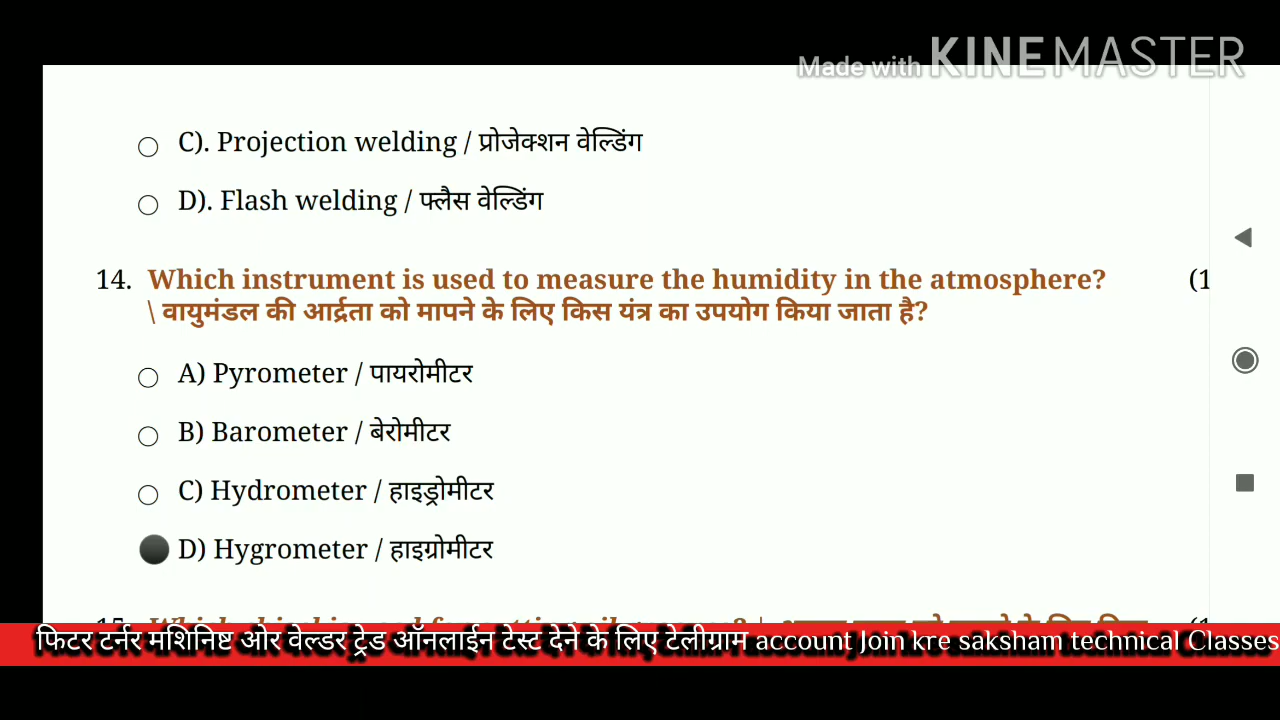 Made with KINEMASTER
C). Projection welding / प्रोजेक्शन वेल्डिंग
D). Flash welding / फ्लैस वेल्डिंग
14. Which instrument is used to measure the humidity in the atmosphere? (1
\ वायुमंडल की आर्द्रता को मापने के लिए किस यंत्र का उपयोग किया जाता है?
A) Pyrometer / पायरोमीटर
B) Barometer / बेरोमीटर
C) Hydrometer / हाइड्रोमीटर
D) Hygrometer / हाइग्रोमीटर
फिटर टर्नर मशिनिष्ट ओर वेल्डर ट्रेड ऑनलाईन टेस्ट देने के लिए टेलीग्राम account Join kre saksham technical Classes